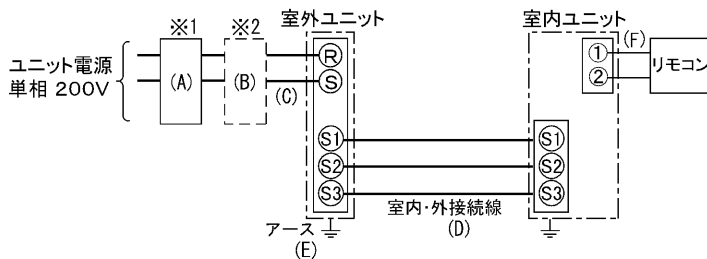 ※1
※2
室外ユニット
室内ユニット
ユニット電源
単相 200V
(A)
(B)
(C)
R
S
①
②
(F)
リモコン
S1
S2
S3
S1
S2
S3
室内・外接続線
(D)
アース
(E)